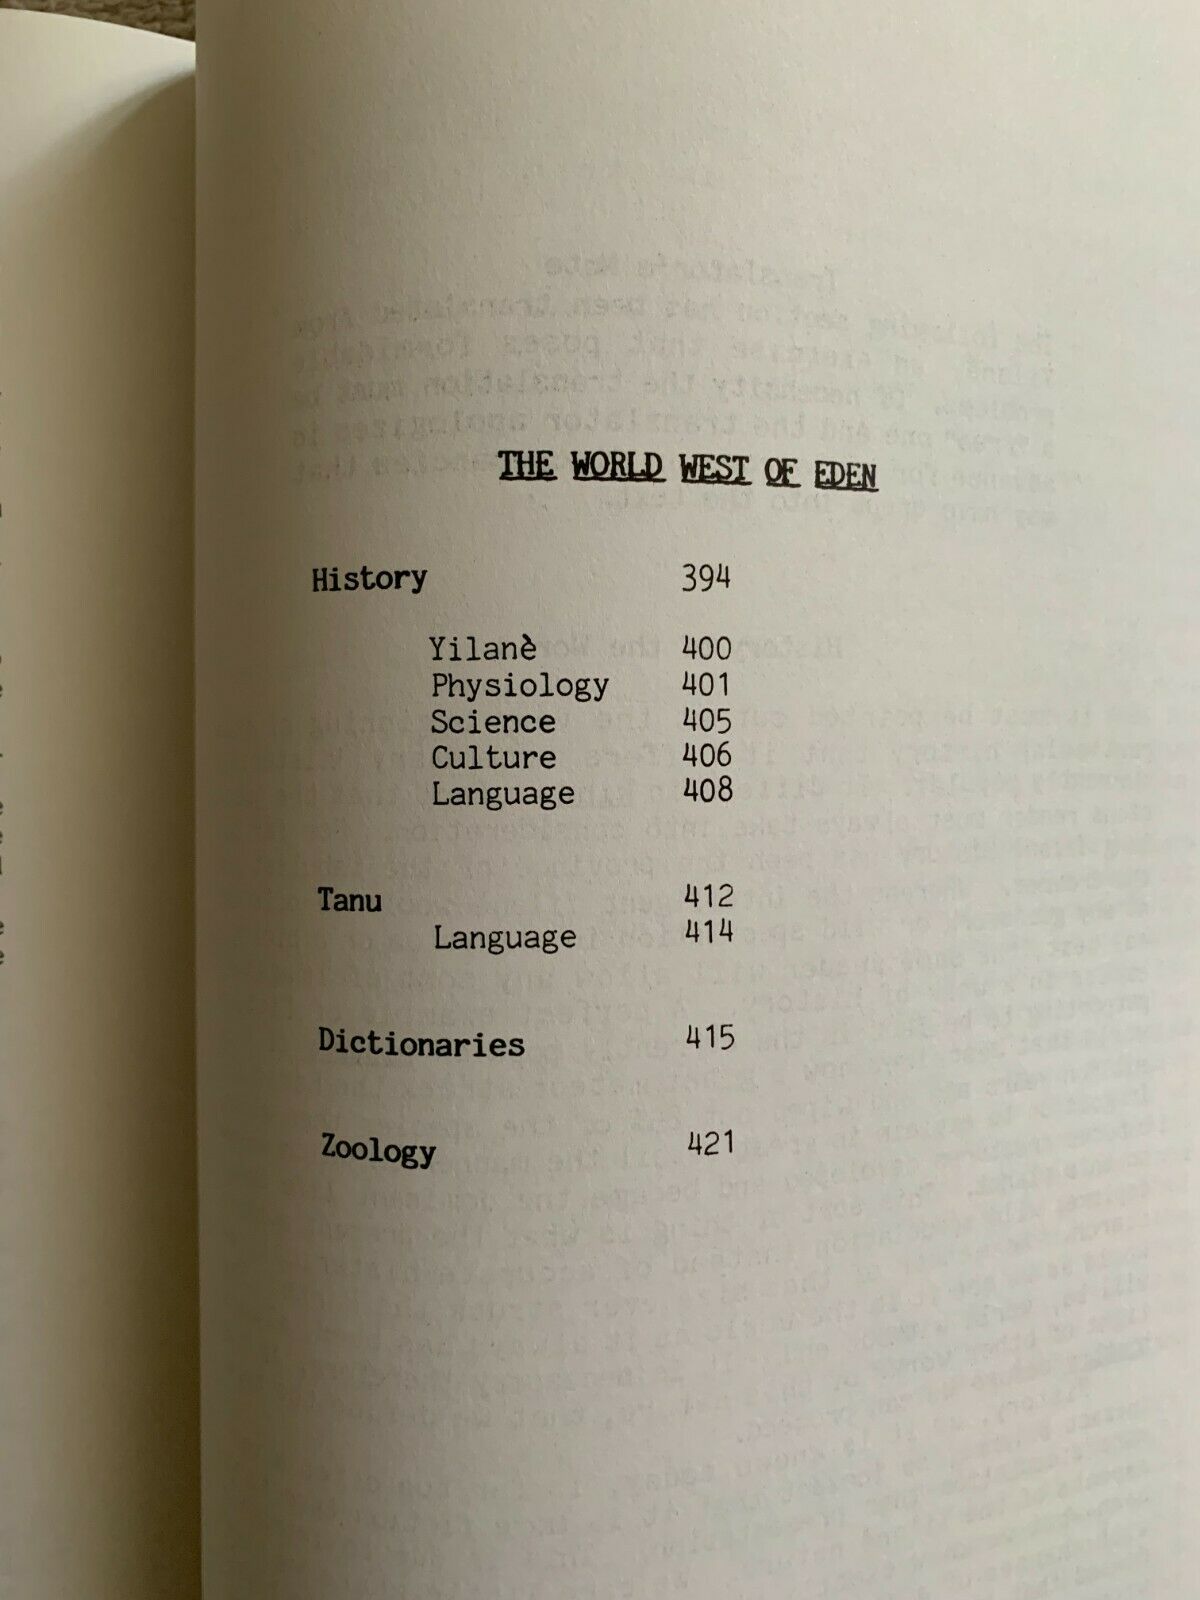 THE WORLD WEST OF EDEN
History 394
Yilanè 400
Physiology 401
Science 405
Culture 406
Language 408
Tanu 412
Language 414
Dictionaries 415
Zoology 421